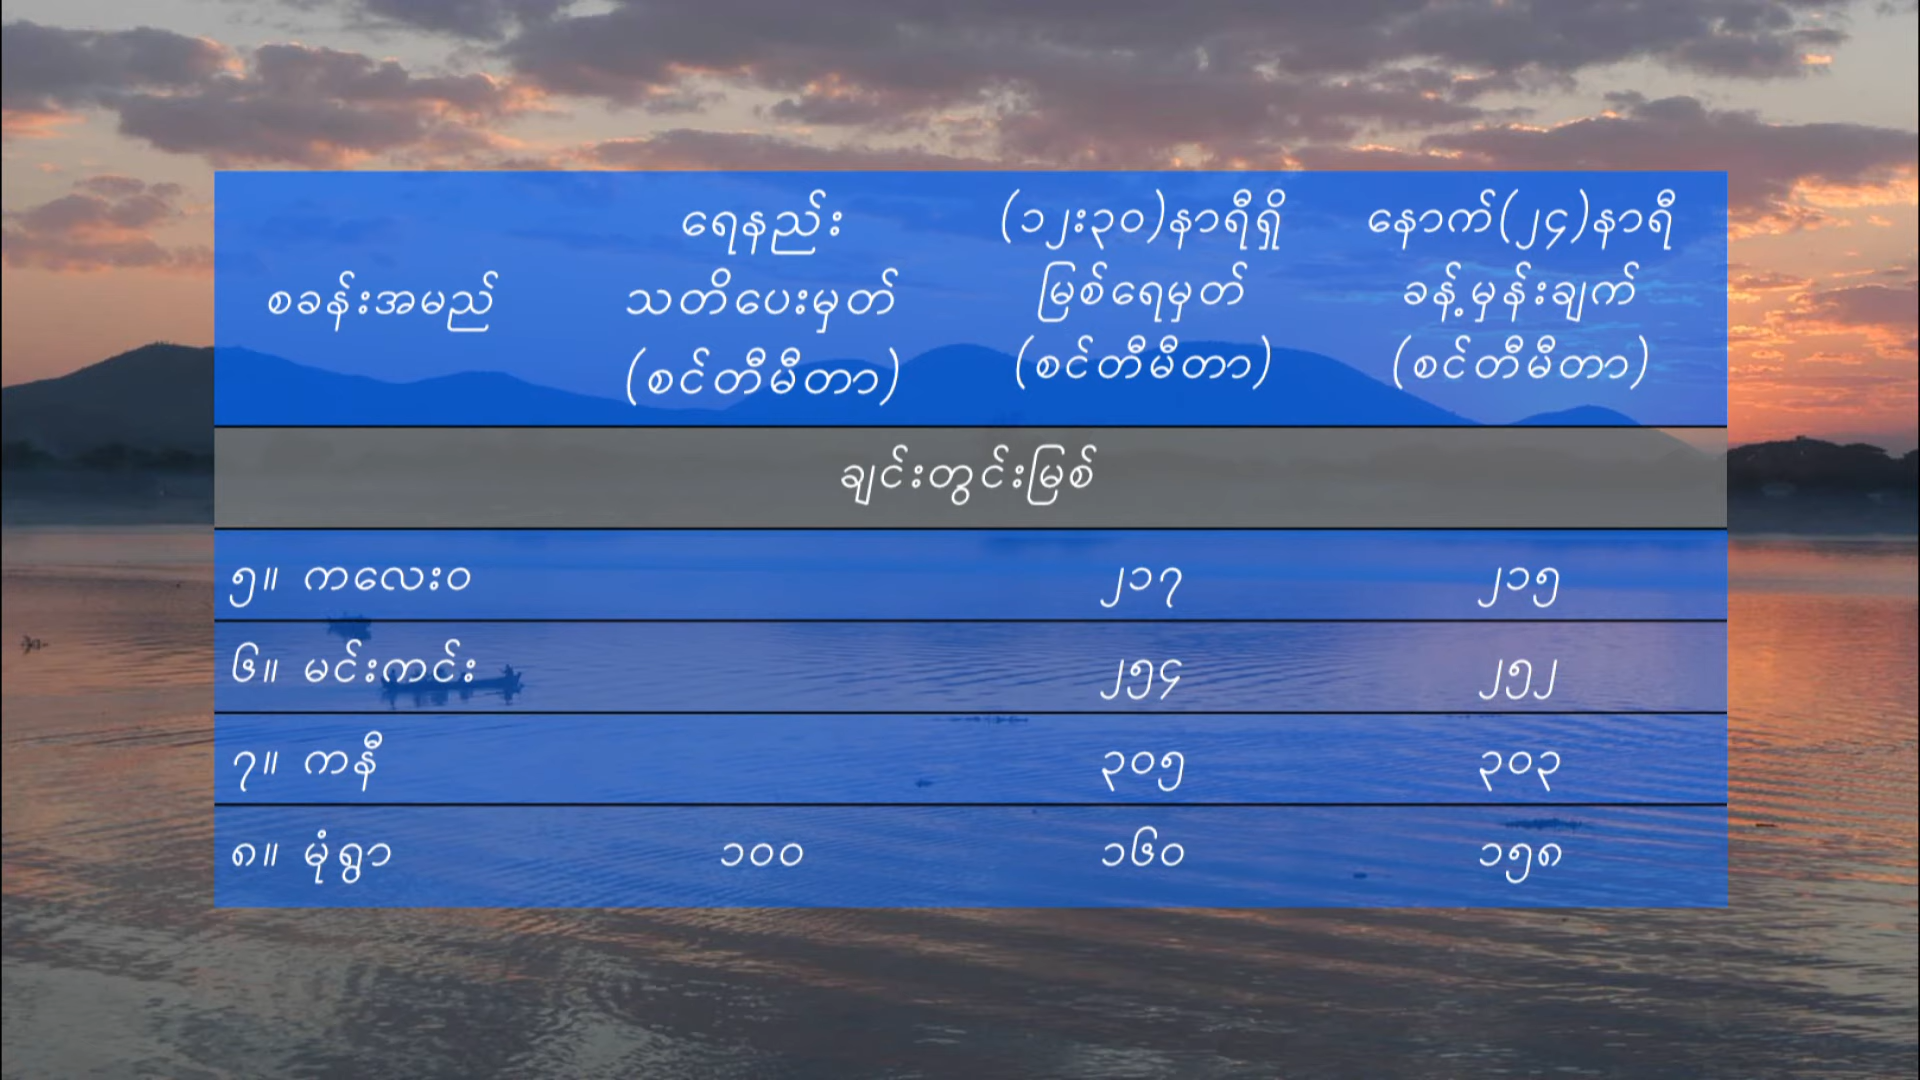 စခန်းအမည်
ရေနည်း
သတိပေးမှတ်
(စင်တီမီတာ)
(၁၂း၃၀)နာရီရှိ
မြစ်ရေမှတ်
(စင်တီမီတာ)
နောက်(၂၄)နာရီ
ခန့်မှန်းချက်
(စင်တီမီတာ)
ချင်းတွင်းမြစ်
၅။ ကလေးဝ ၂၁၇ ၂၁၅
၆။ မင်းကင်း ၂၅၄ ၂၅၂
၇။ ကနီ ၃၀၅ ၃၀၃
၈။ မုံရွာ ၁၀၀ ၁၆၀ ၁၅၈